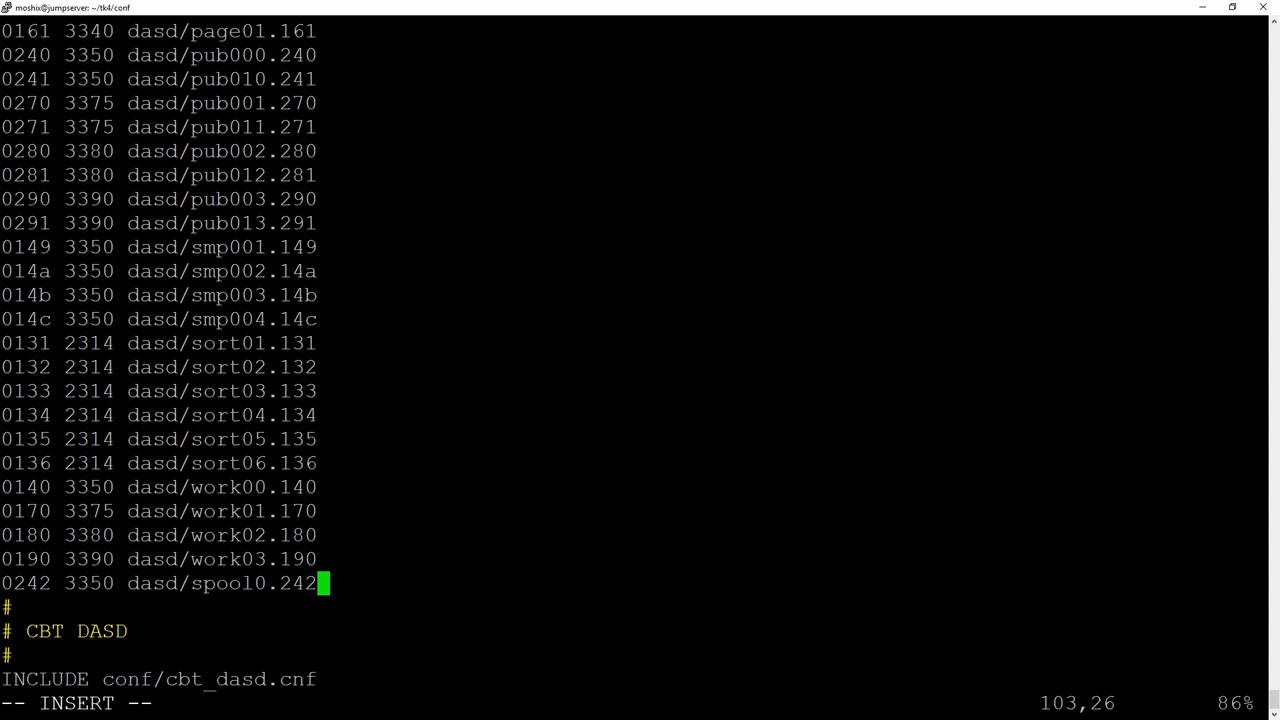 moshix@jumpserver: ~/tk4/conf
0161 3340 dasd/page01.161
0240 3350 dasd/pub000.240
0241 3350 dasd/pub010.241
0270 3375 dasd/pub001.270
0271 3375 dasd/pub011.271
0280 3380 dasd/pub002.280
0281 3380 dasd/pub012.281
0290 3390 dasd/pub003.290
0291 3390 dasd/pub013.291
0149 3350 dasd/smp001.149
014a 3350 dasd/smp002.14a
014b 3350 dasd/smp003.14b
014c 3350 dasd/smp004.14c
0131 2314 dasd/sort01.131
0132 2314 dasd/sort02.132
0133 2314 dasd/sort03.133
0134 2314 dasd/sort04.134
0135 2314 dasd/sort05.135
0136 2314 dasd/sort06.136
0140 3350 dasd/work00.140
0170 3375 dasd/work01.170
0180 3380 dasd/work02.180
0190 3390 dasd/work03.190
0242 3350 dasd/spool0.242
#
# CBT DASD
#
INCLUDE conf/cbt_dasd.cnf
-- INSERT -- 103,26 86%